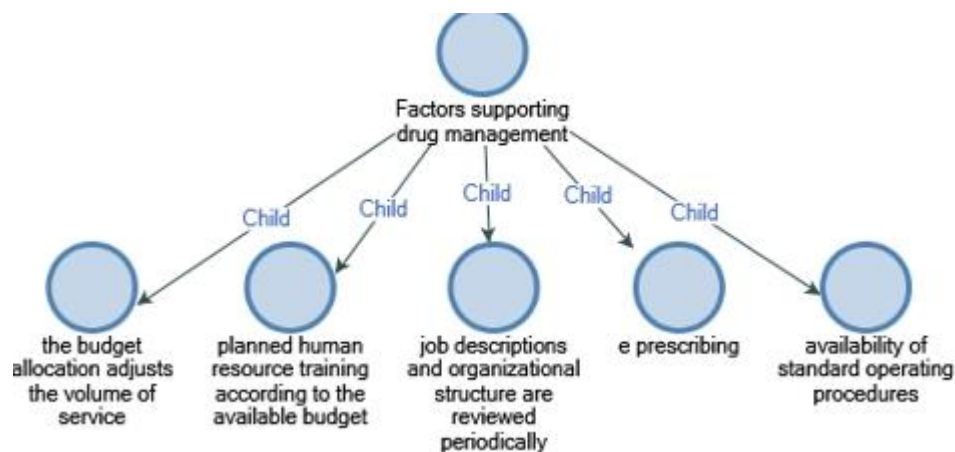 Factors supporting
drug management
Child
Child
Child
Child
Child
the budget
allocation adjusts
the volume of
service
planned human
resource training
according to the
available budget
job descriptions
and organizational
structure are
reviewed
periodically
e prescribing
availability of
standard operating
procedures